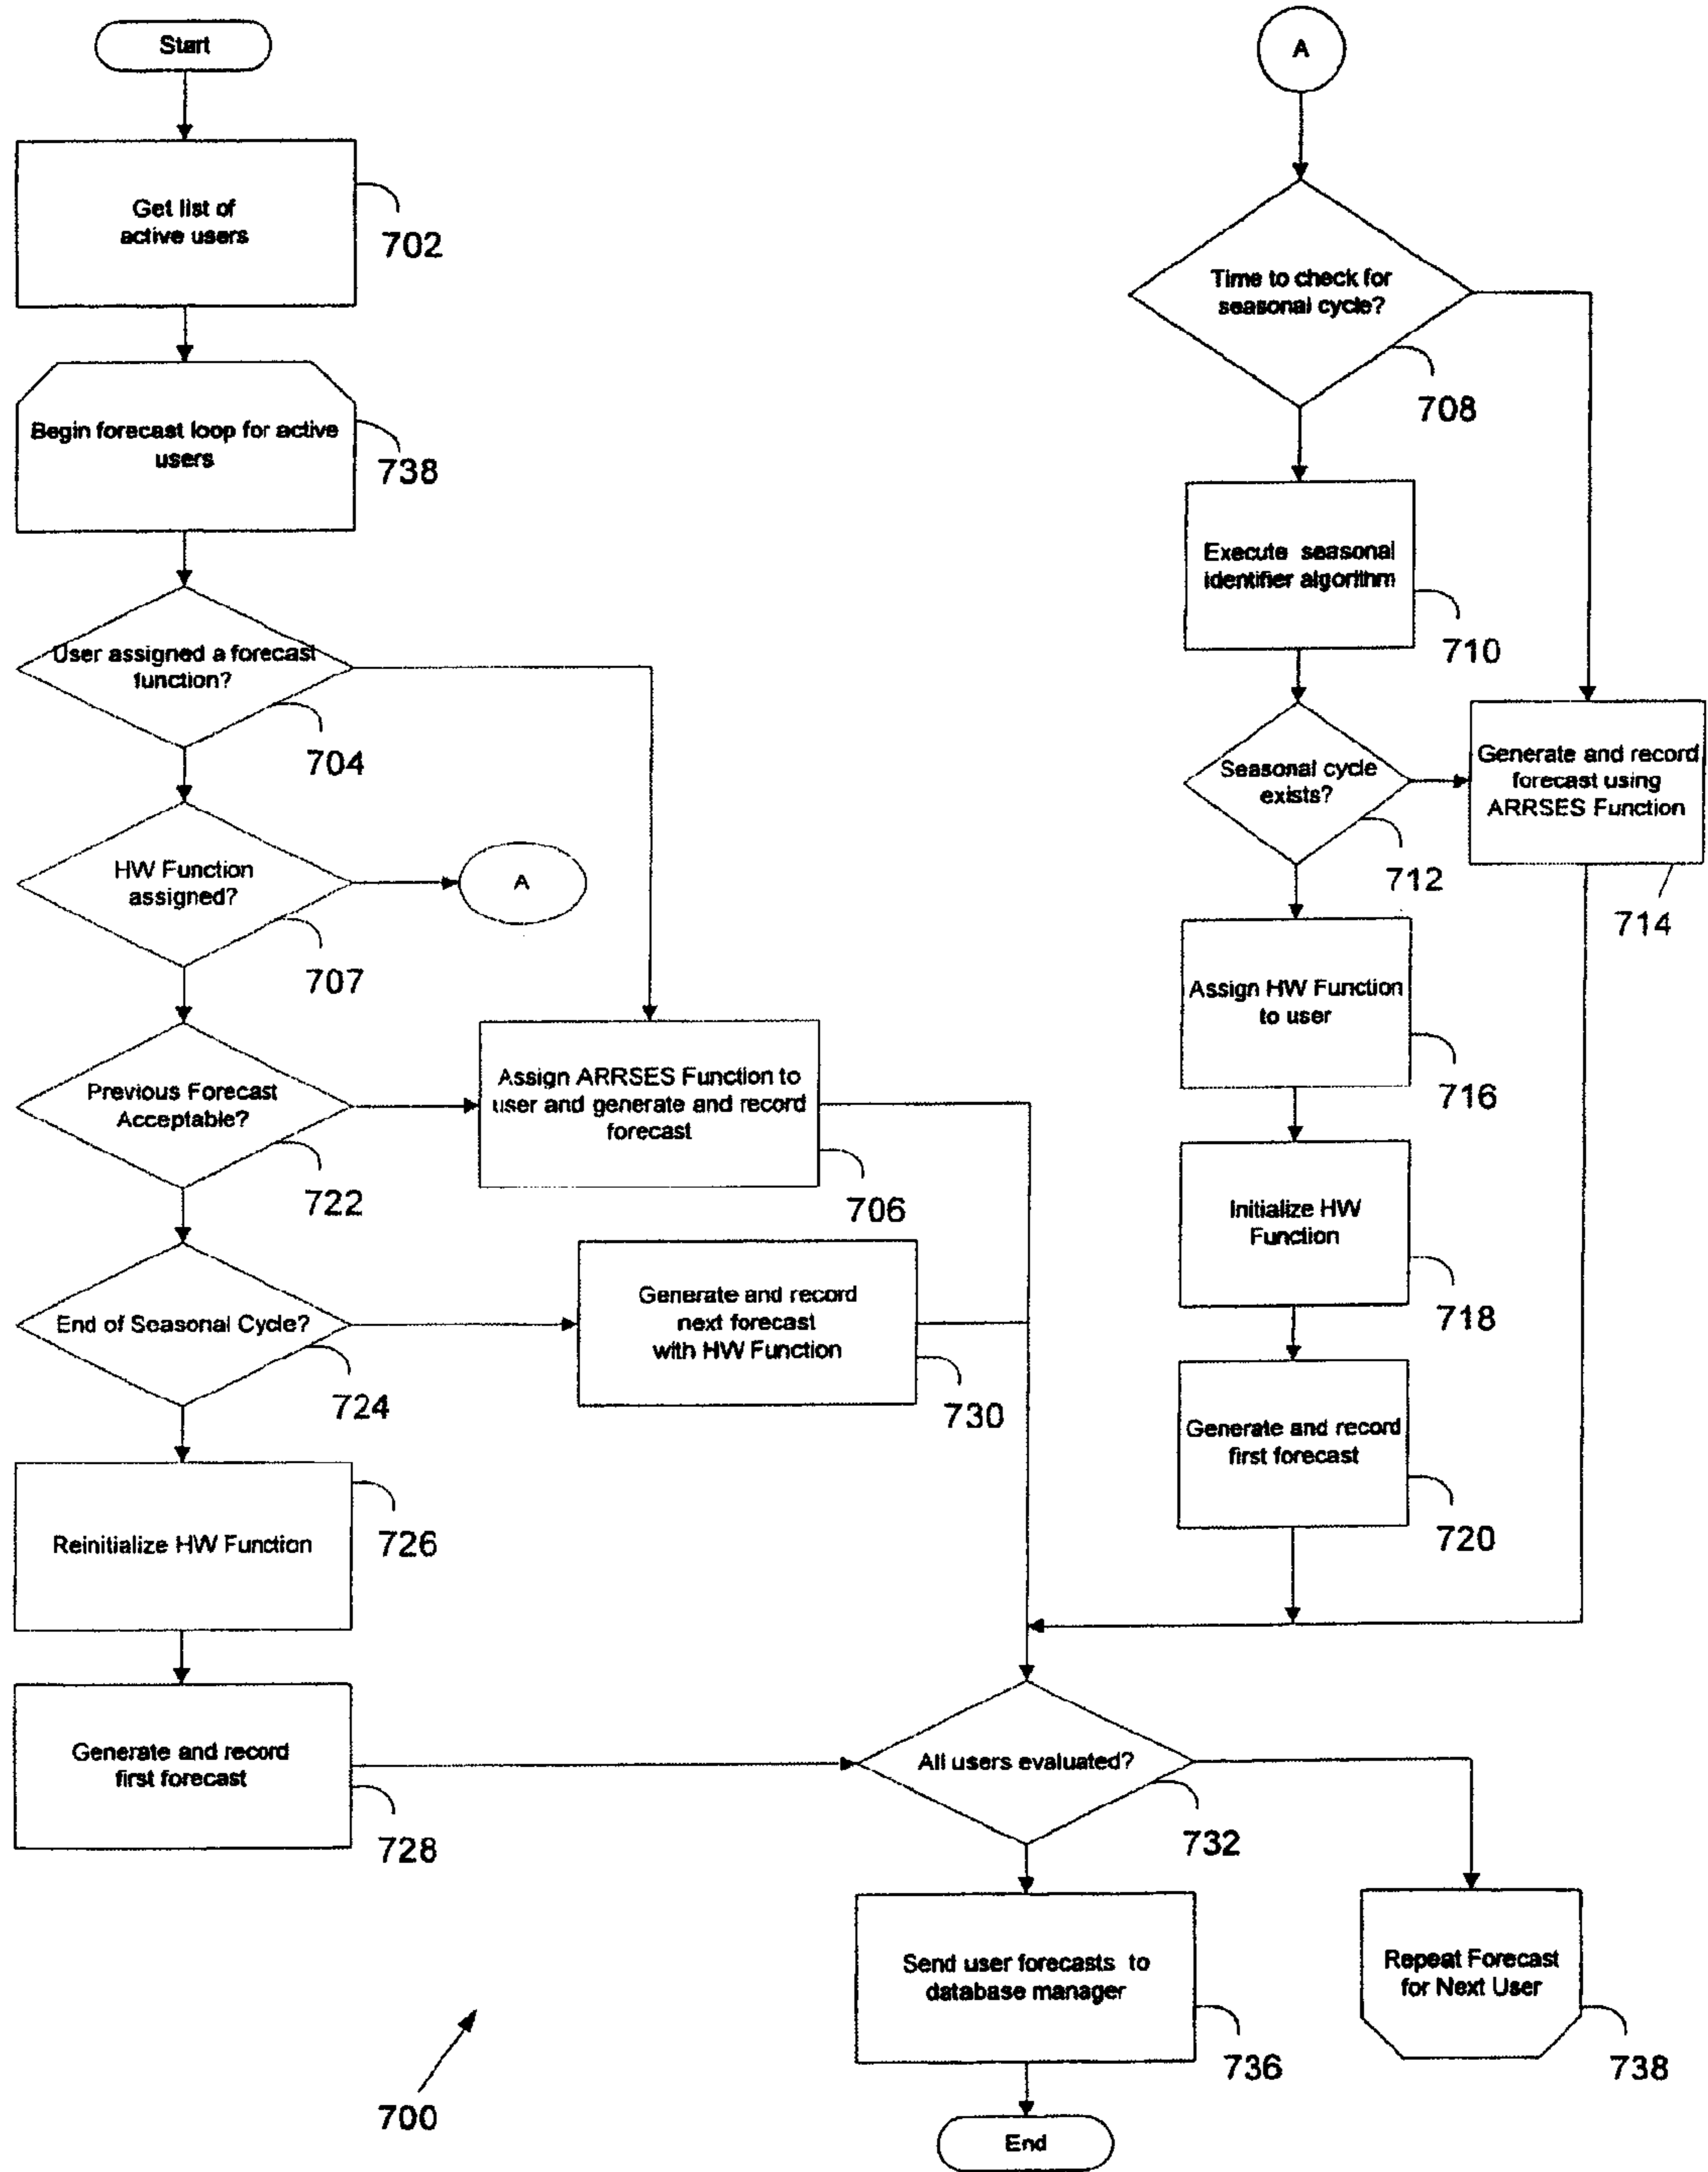 Start
Get list of
active users
702
Begin forecast loop for active
users
738
User assigned a forecast
function?
704
HW Function
assigned?
707
A
Previous Forecast
Acceptable?
722
Assign ARRSES Function to
user and generate and record
forecast
706
End of Seasonal Cycle?
724
Generate and record
next forecast
with HW Function
730
Reinitialize HW Function
726
Generate and record
first forecast
728
A
Time to check for
seasonal cycle?
708
Execute seasonal
identifier algorithm
710
Seasonal cycle
exists?
712
Generate and record
forecast using
ARRSES Function
714
Assign HW Function
to user
716
Initialize HW
Function
718
Generate and record
first forecast
720
All users evaluated?
732
Send user forecasts to
database manager
736
Repeat Forecast
for Next User
738
End
700